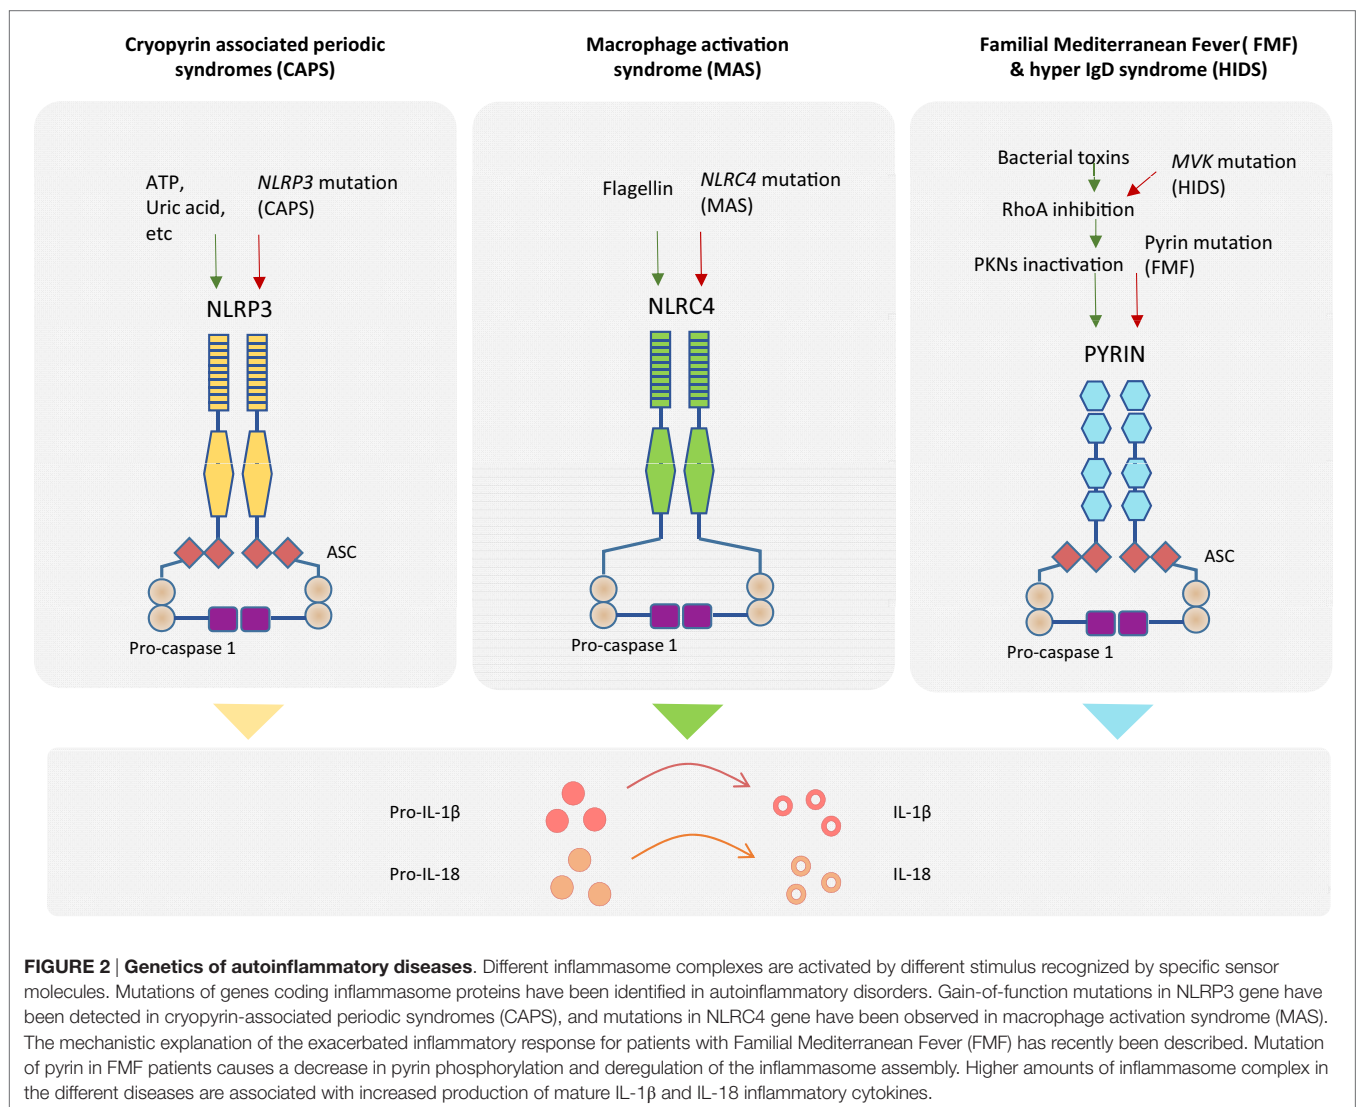 Cryopyrin associated periodic
syndromes (CAPS)
Macrophage activation
syndrome (MAS)
Familial Mediterranean Fever( FMF)
& hyper IgD syndrome (HIDS)
ATP,
Uric acid,
etc
NLRP3 mutation
(CAPS)
NLRP3
ASC
Pro-caspase 1
Flagellin
NLRC4 mutation
(MAS)
NLRC4
Pro-caspase 1
Bacterial toxins
MVK mutation
(HIDS)
RhoA inhibition
Pyrin mutation
(FMF)
PKNs inactivation
PYRIN
ASC
Pro-caspase 1
Pro-IL-1β
IL-1β
Pro-IL-18
IL-18
FIGURE 2 | Genetics of autoinflammatory diseases. Different inflammasome complexes are activated by different stimulus recognized by specific sensor
molecules. Mutations of genes coding inflammasome proteins have been identified in autoinflammatory disorders. Gain-of-function mutations in NLRP3 gene have
been detected in cryopyrin-associated periodic syndromes (CAPS), and mutations in NLRC4 gene have been observed in macrophage activation syndrome (MAS).
The mechanistic explanation of the exacerbated inflammatory response for patients with Familial Mediterranean Fever (FMF) has recently been described. Mutation
of pyrin in FMF patients causes a decrease in pyrin phosphorylation and deregulation of the inflammasome assembly. Higher amounts of inflammasome complex in
the different diseases are associated with increased production of mature IL-1β and IL-18 inflammatory cytokines.